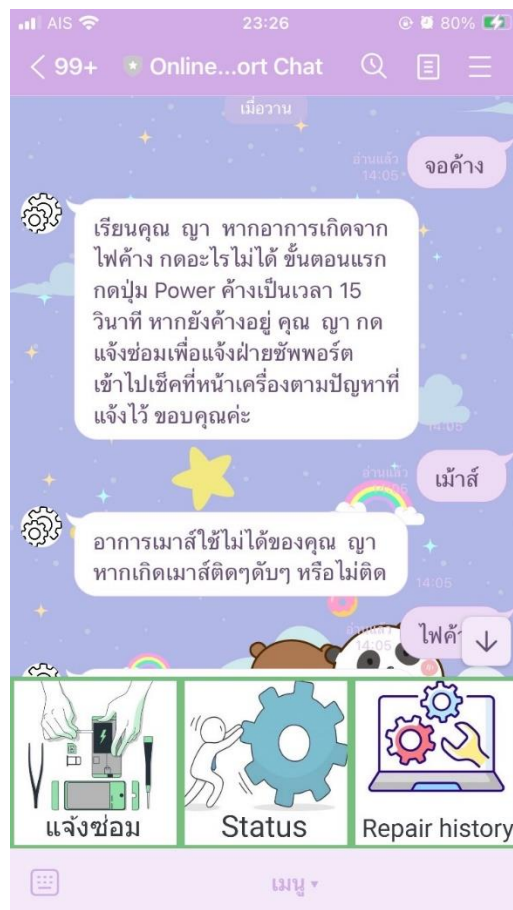 AIS 23:26 80%
< 99+ Online...ort Chat
เมื่อวาน
อ่านแล้ว
14:05
จอค้าง
เรียนคุณ ญา หากอาการเกิดจาก
ไฟค้าง กดอะไรไม่ได้ ขั้นตอนแรก
กดปุ่ม Power ค้างเป็นเวลา 15
วินาที หากยังค้างอยู่ คุณ ญา กด
แจ้งซ่อมเพื่อแจ้งฝ่ายซัพพอร์ต
เข้าไปเช็คที่หน้าเครื่องตามปัญหาที่
แจ้งไว้ ขอบคุณค่ะ
14:05
อ่านแล้ว
14:05
เม้าส์
อาการเมาส์ใช้ไม่ได้ของคุณ ญา
หากเกิดเมาส์ติดๆดับๆ หรือไม่ติด
14:05
อ่านแล้ว
14:05
แจ้งซ่อม
Status
Repair history
เมนู